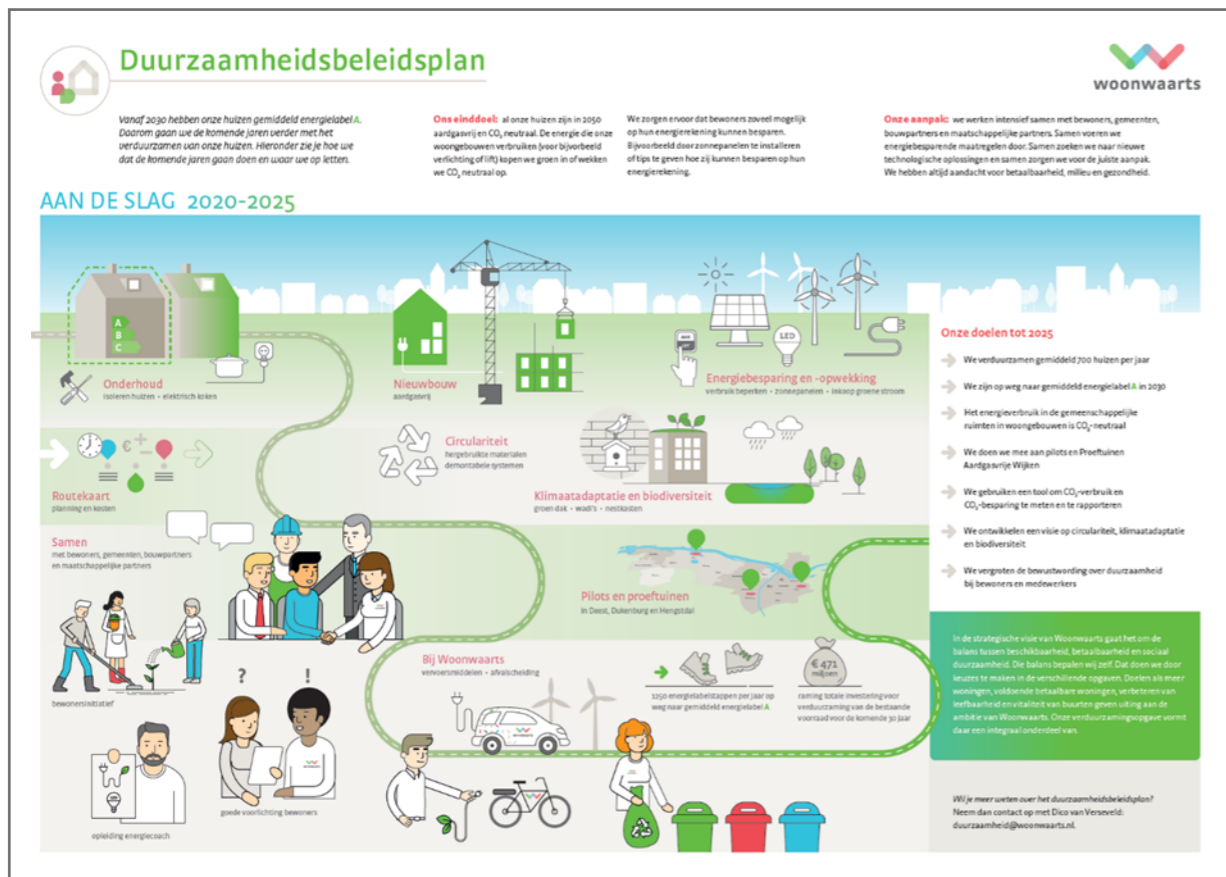 Duurzaamheidsbeleidsplan
woonwaarts
Vanaf 2030 hebben onze huizen gemiddeld energielabel A.
Daarom gaan we de komende jaren verder met het
verduurzamen van onze huizen. Hieronder zie je hoe we
dat de komende jaren gaan doen en waar we op letten.
Ons einddoel: al onze huizen zijn in 2050
aardgasvrij en CO₂ neutraal. De energie die onze
woongebouwen verbruiken (voor bijvoorbeeld
verlichting of lift) kopen we groen in of wekken
we CO₂ neutraal op.
We zorgen ervoor dat bewoners zoveel mogelijk
op hun energierekening kunnen besparen.
Bijvoorbeeld door zonnepanelen te installeren
of tips te geven hoe zij kunnen besparen op hun
energierekening.
Onze aanpak: we werken intensief samen met bewoners, gemeenten,
bouwpartners en maatschappelijke partners. Samen voeren we
energiebesparende maatregelen door. Samen zoeken we naar nieuwe
technologische oplossingen en samen zorgen we voor de juiste aanpak.
We hebben altijd aandacht voor betaalbaarheid, milieu en gezondheid.
AAN DE SLAG 2020-2025
A
B
C
LED
Onderhoud
isoleren huizen • elektrisch koken
Nieuwbouw
aardgasvrij
Energiebesparing en -opwekking
verbruik beperken • zonnepanelen • inkoop groene stroom
Circulariteit
hergebruikte materialen
demontabele systemen
Routekaart
planning en kosten
Klimaatadaptatie en biodiversiteit
groen dak • wadi's • nestkasten
Samen
met bewoners, gemeenten, bouwpartners
en maatschappelijke partners
Pilots en proeftuinen
in Deest, Dukenburg en Hengstdal
bewonersinitiatief
Bij Woonwaarts
vervoersmiddelen • afvalscheiding
1250 energielabelstappen per jaar op
weg naar gemiddeld energielabel A
€ 471
miljoen
raming totale investering voor
verduurzaming van de bestaande
voorraad voor de komende 30 jaar
?
!
woonwaarts
opleiding energiecoach
goede voorlichting bewoners
Onze doelen tot 2025
We verduurzamen gemiddeld 700 huizen per jaar
We zijn op weg naar gemiddeld energielabel A in 2030
Het energieverbruik in de gemeenschappelijke
ruimten in woongebouwen is CO₂-neutraal
We doen we mee aan pilots en Proeftuinen
Aardgasvrije Wijken
We gebruiken een tool om CO₂-verbruik en
CO₂-besparing te meten en te rapporteren
We ontwikkelen een visie op circulariteit, klimaatadaptatie
en biodiversiteit
We vergroten de bewustwording over duurzaamheid
bij bewoners en medewerkers
In de strategische visie van Woonwaarts gaat het om de
balans tussen beschikbaarheid, betaalbaarheid en sociaal
duurzaamheid. Die balans bepalen wij zelf. Dat doen we door
keuzes te maken in de verschillende opgaven. Doelen als meer
woningen, voldoende betaalbare woningen, verbeteren van
leefbaarheid en vitaliteit van buurten geven uiting aan de
ambitie van Woonwaarts. Onze verduurzamingsopgave vormt
daar een integraal onderdeel van.
Wil je meer weten over het duurzaamheidsbeleidsplan?
Neem dan contact op met Dico van Verseveld:
duurzaamheid@woonwaarts.nl.